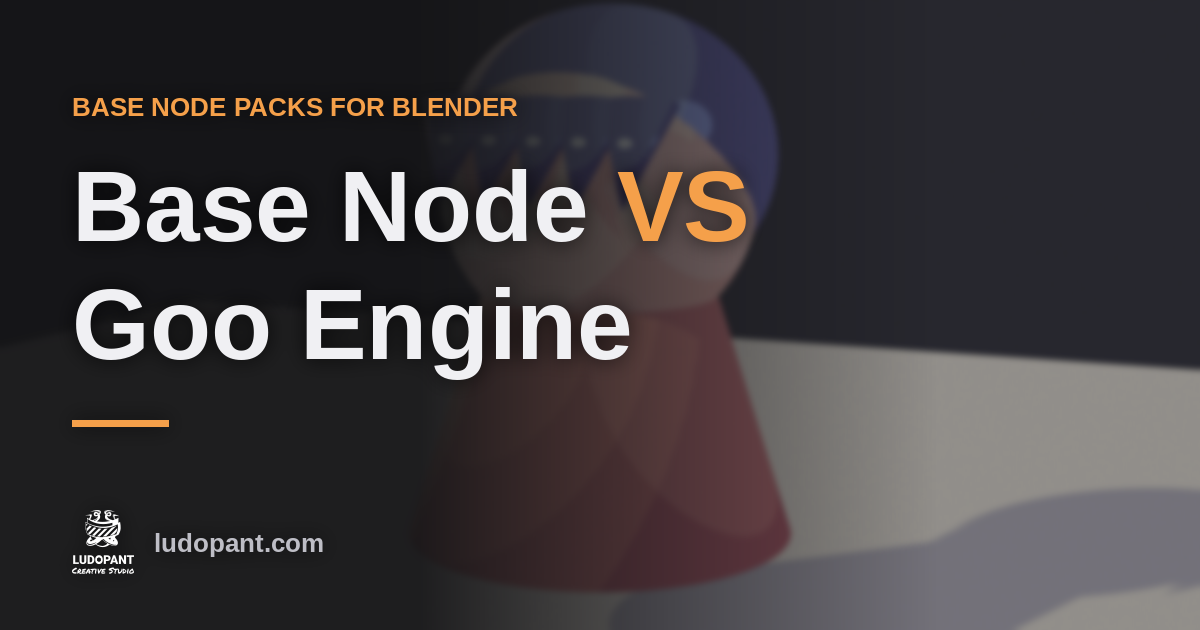 BASE NODE PACKS FOR BLENDER
Base Node VS
Goo Engine
LUDOPANT
Creative Studio
ludopant.com